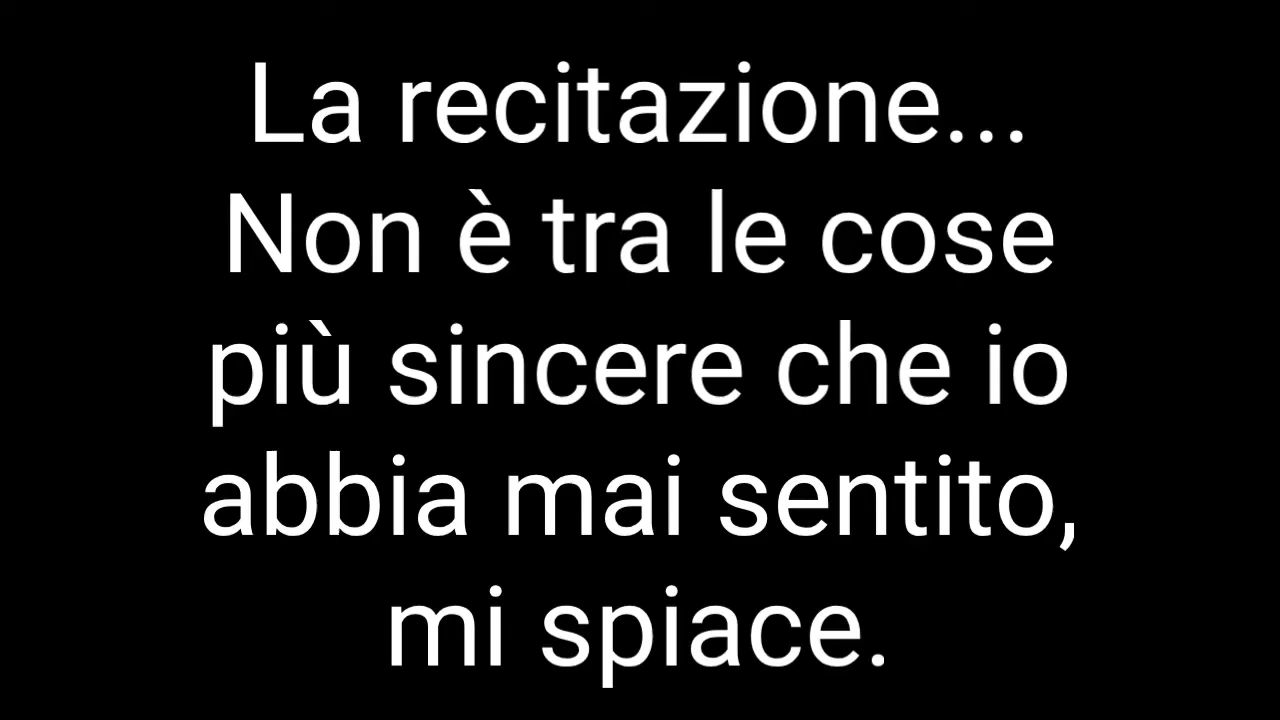 La recitazione...
Non è tra le cose
più sincere che io
abbia mai sentito,
mi spiace.